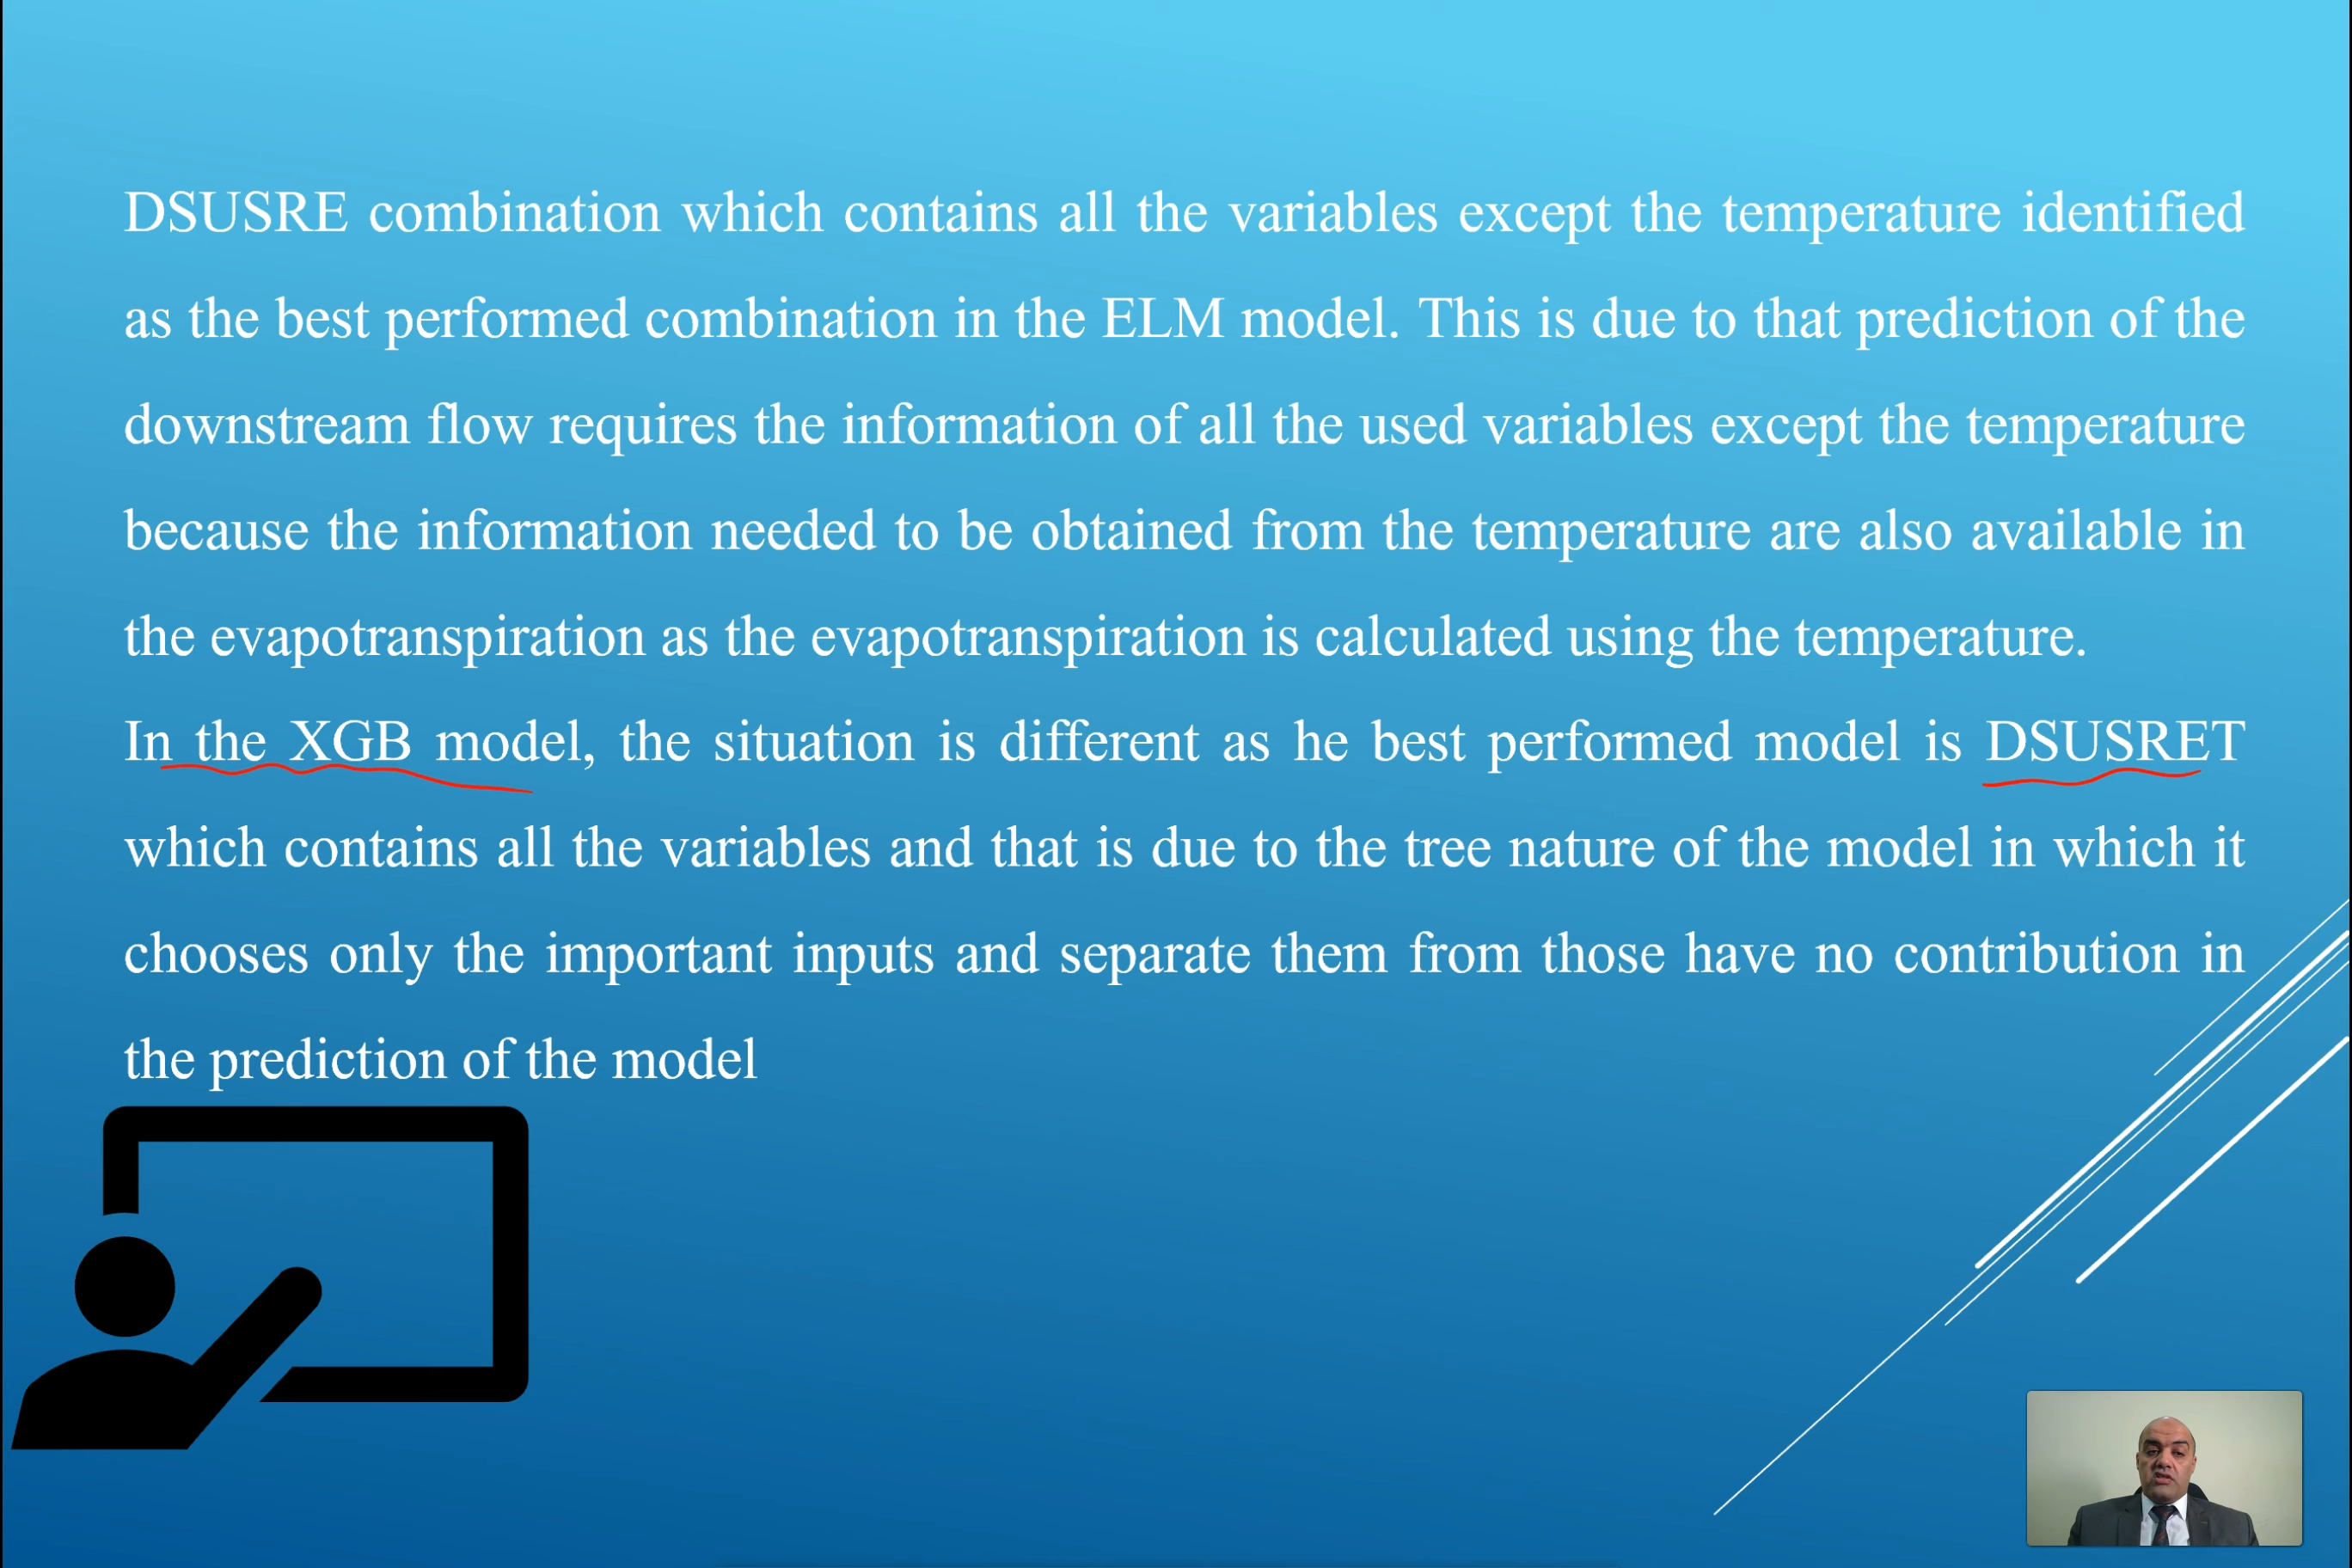 DSUSRE combination which contains all the variables except the temperature identified
as the best performed combination in the ELM model. This is due to that prediction of the
downstream flow requires the information of all the used variables except the temperature
because the information needed to be obtained from the temperature are also available in
the evapotranspiration as the evapotranspiration is calculated using the temperature.
In the XGB model, the situation is different as he best performed model is DSUSRET
which contains all the variables and that is due to the tree nature of the model in which it
chooses only the important inputs and separate them from those have no contribution in
the prediction of the model